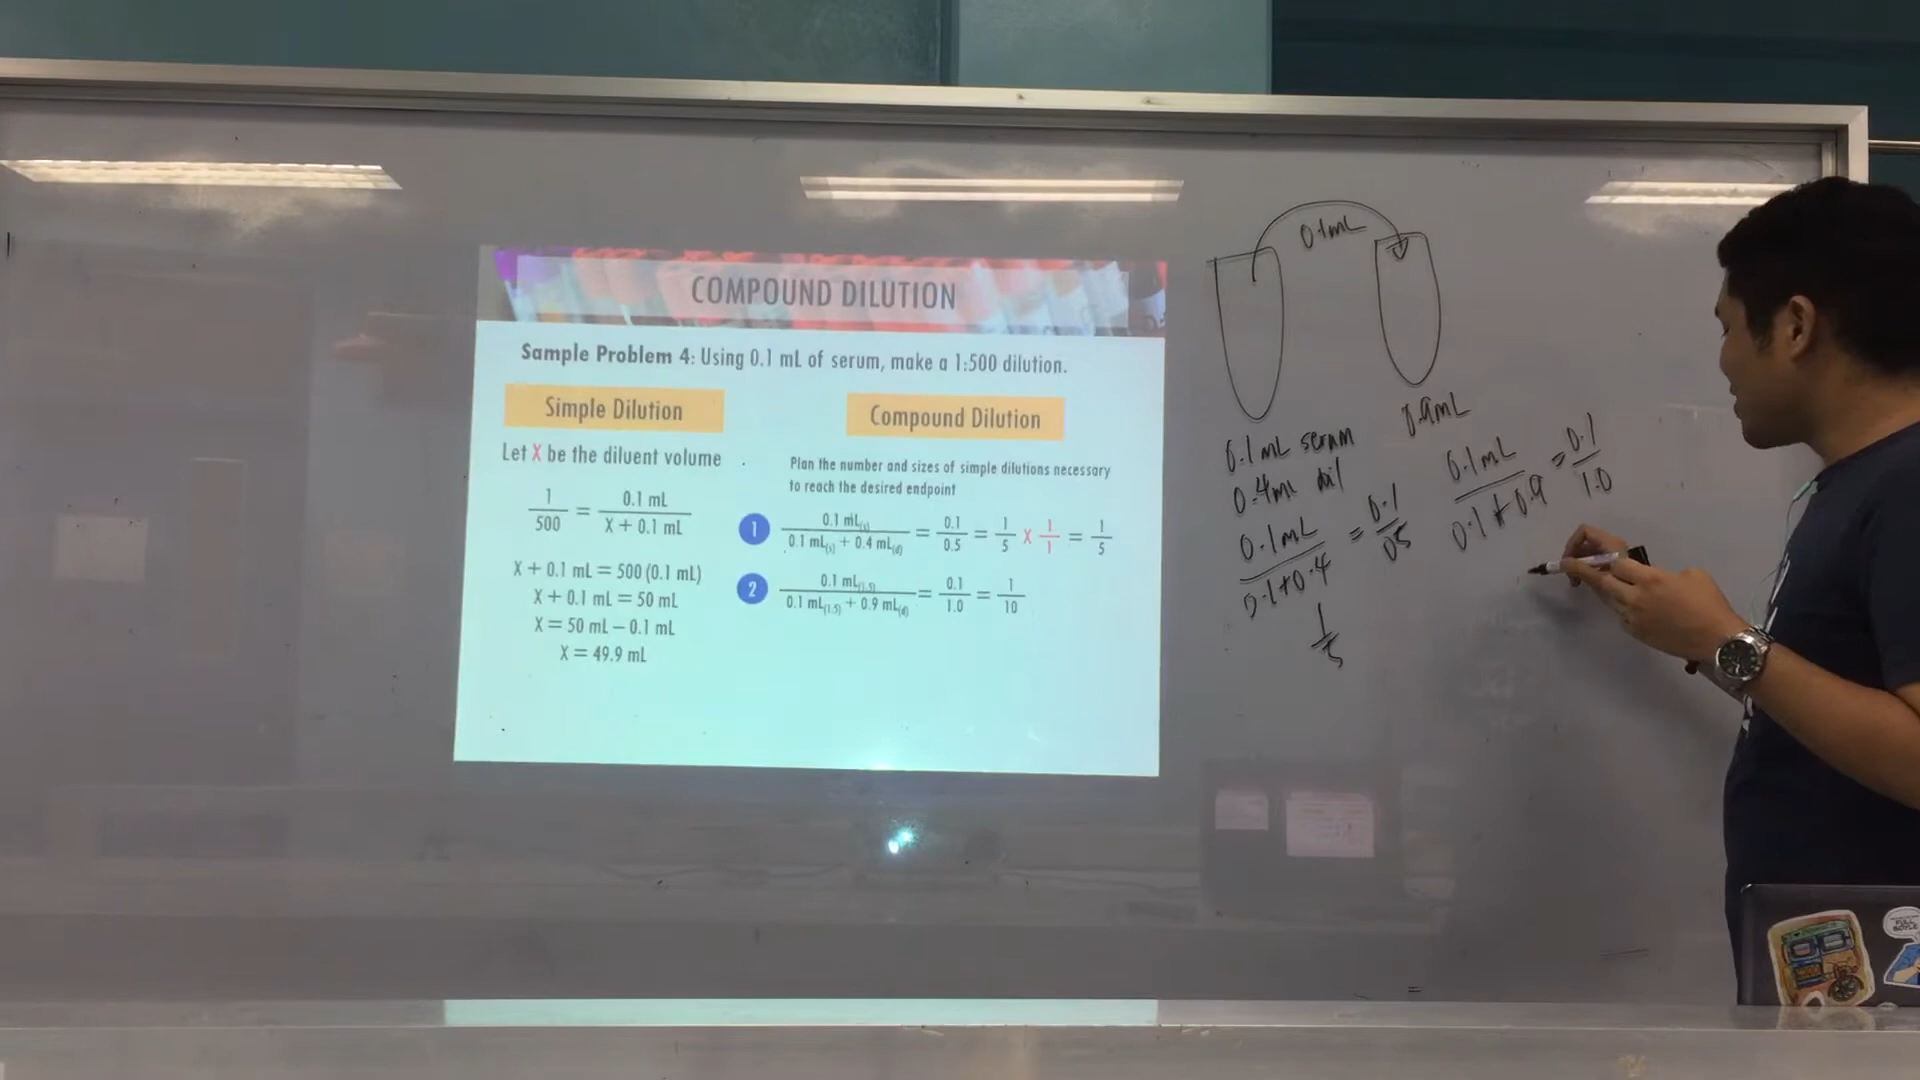 COMPOUND DILUTION
Sample Problem 4: Using 0.1 mL of serum, make a 1:500 dilution.
Simple Dilution
Let X be the diluent volume
1/500 = 0.1 mL/(X + 0.1 mL)
X + 0.1 mL = 500 (0.1 mL)
X + 0.1 mL = 50 mL
X = 50 mL – 0.1 mL
X = 49.9 mL
Compound Dilution
Plan the number and sizes of simple dilutions necessary
to reach the desired endpoint
1 0.1 mL(s)/(0.1 mL(s) + 0.4 mL(d)) = 0.1/0.5 = 1/5 X 1/1 = 1/5
2 0.1 mL(1:5)/(0.1 mL(1:5) + 0.9 mL(d)) = 0.1/1.0 = 1/10
0.1mL
0.1mL serum
0.4mL dil
0.1mL/(0.1+0.4) = 0.1/0.5
1/5
0.9mL
0.1mL/(0.1+0.9) = 0.1/1.0